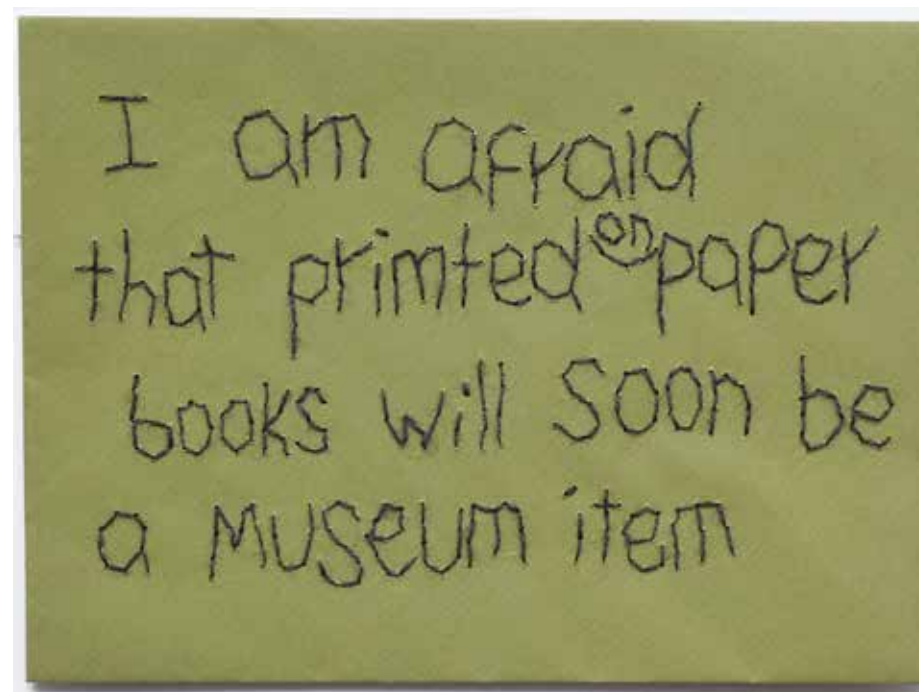 I am afraid
that primted on paper
books will soon be
a museum item